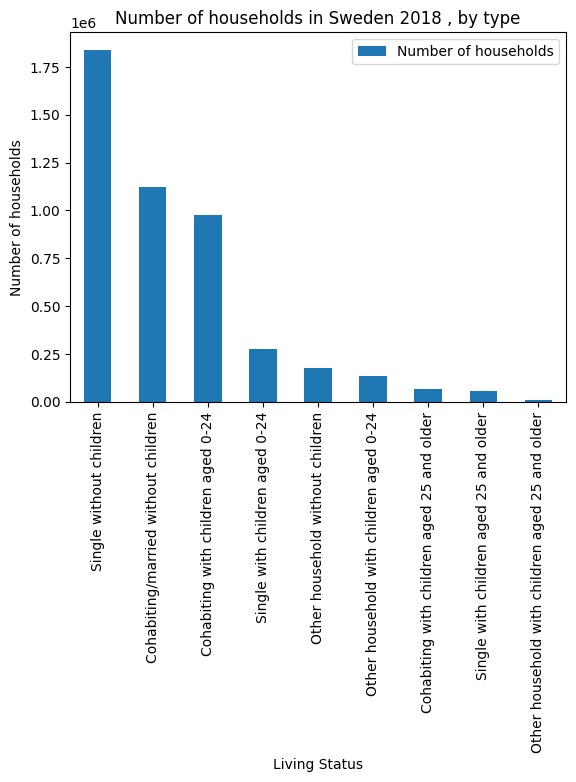 Number of households in Sweden 2018 , by type
1e6
Number of households
1.75
1.50
1.25
1.00
0.75
0.50
0.25
0.00
Number of households
Single without children
Cohabiting/married without children
Cohabiting with children aged 0-24
Single with children aged 0-24
Other household without children
Other household with children aged 0-24
Cohabiting with children aged 25 and older
Single with children aged 25 and older
Other household with children aged 25 and older
Living Status